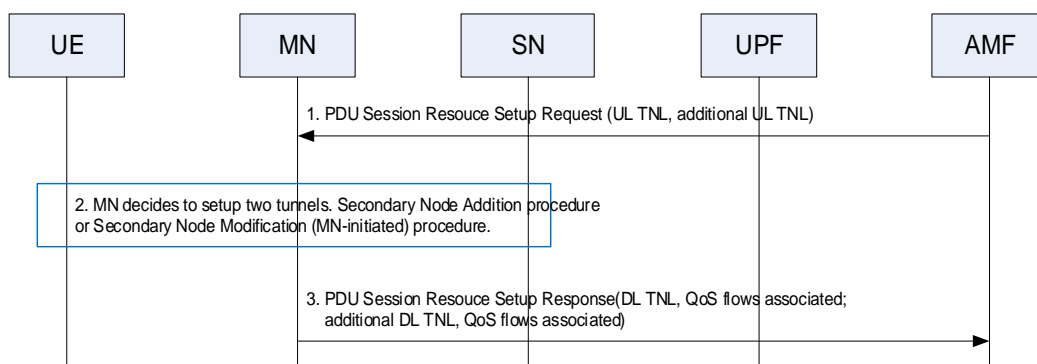 UE
MN
SN
UPF
AMF
1. PDU Session Resouce Setup Request (UL TNL, additional UL TNL)
2. MN decides to setup two tunnels. Secondary Node Addition procedure
or Secondary Node Modification (MN-initiated) procedure.
3. PDU Session Resouce Setup Response(DL TNL, QoS flows associated;
additional DL TNL, QoS flows associated)